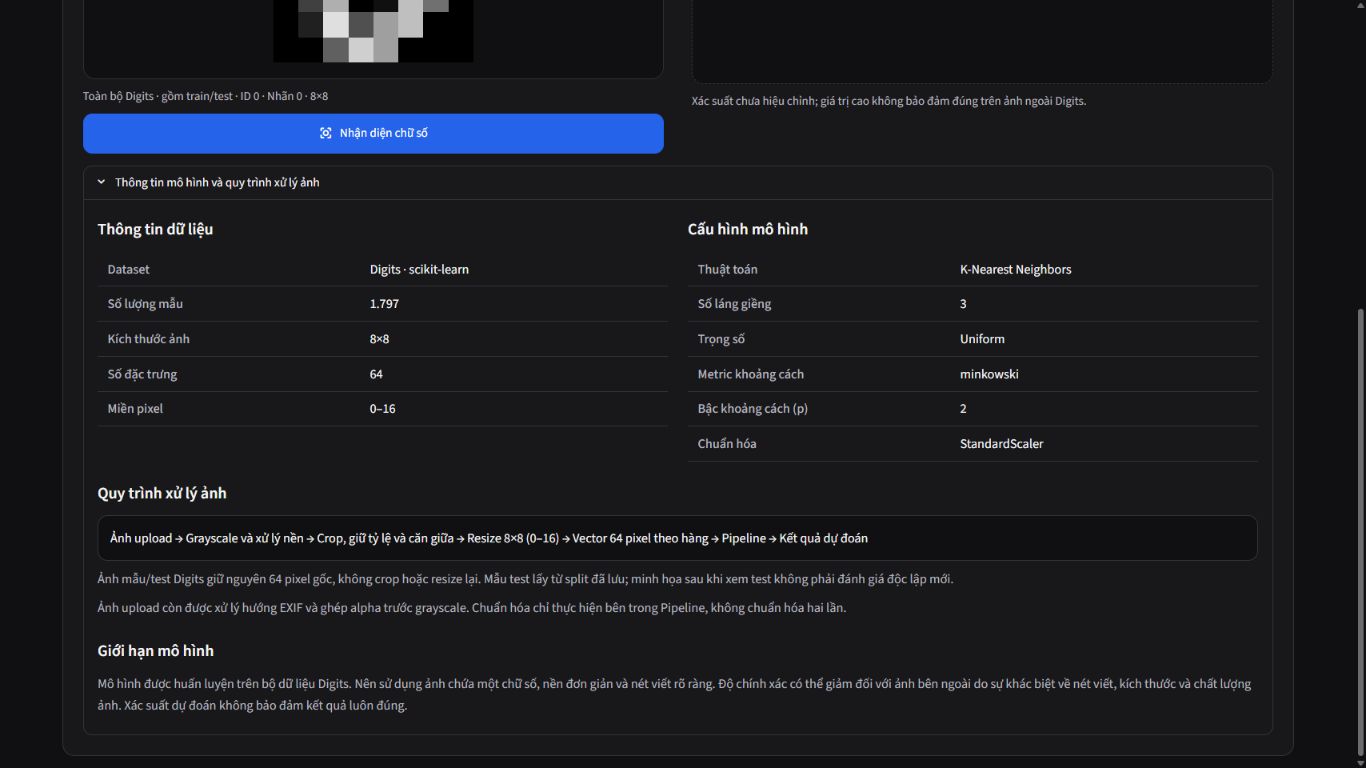 Toàn bộ Digits · gồm train/test · ID 0 · Nhãn 0 · 8×8
Xác suất chưa hiệu chỉnh; giá trị cao không bảo đảm đúng trên ảnh ngoài Digits.
Nhận diện chữ số
Thông tin mô hình và quy trình xử lý ảnh
Thông tin dữ liệu
Dataset Digits · scikit-learn
Số lượng mẫu 1.797
Kích thước ảnh 8×8
Số đặc trưng 64
Miền pixel 0–16
Cấu hình mô hình
Thuật toán K-Nearest Neighbors
Số láng giềng 3
Trọng số Uniform
Metric khoảng cách minkowski
Bậc khoảng cách (p) 2
Chuẩn hóa StandardScaler
Quy trình xử lý ảnh
Ảnh upload → Grayscale và xử lý nền → Crop, giữ tỷ lệ và căn giữa → Resize 8×8 (0–16) → Vector 64 pixel theo hàng → Pipeline → Kết quả dự đoán
Ảnh mẫu/test Digits giữ nguyên 64 pixel gốc, không crop hoặc resize lại. Mẫu test lấy từ split đã lưu; minh họa sau khi xem test không phải đánh giá độc lập mới.
Ảnh upload còn được xử lý hướng EXIF và ghép alpha trước grayscale. Chuẩn hóa chỉ thực hiện bên trong Pipeline, không chuẩn hóa hai lần.
Giới hạn mô hình
Mô hình được huấn luyện trên bộ dữ liệu Digits. Nên sử dụng ảnh chứa một chữ số, nền đơn giản và nét viết rõ ràng. Độ chính xác có thể giảm đối với ảnh bên ngoài do sự khác biệt về nét viết, kích thước và chất lượng
ảnh. Xác suất dự đoán không bảo đảm kết quả luôn đúng.